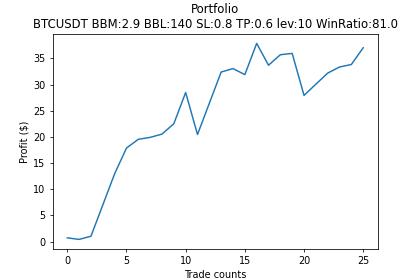 Portfolio
BTCUSDT BBM:2.9 BBL:140 SL:0.8 TP:0.6 lev:10 WinRatio:81.0
Profit ($)
35
30
25
20
15
10
5
0
0 5 10 15 20 25
Trade counts